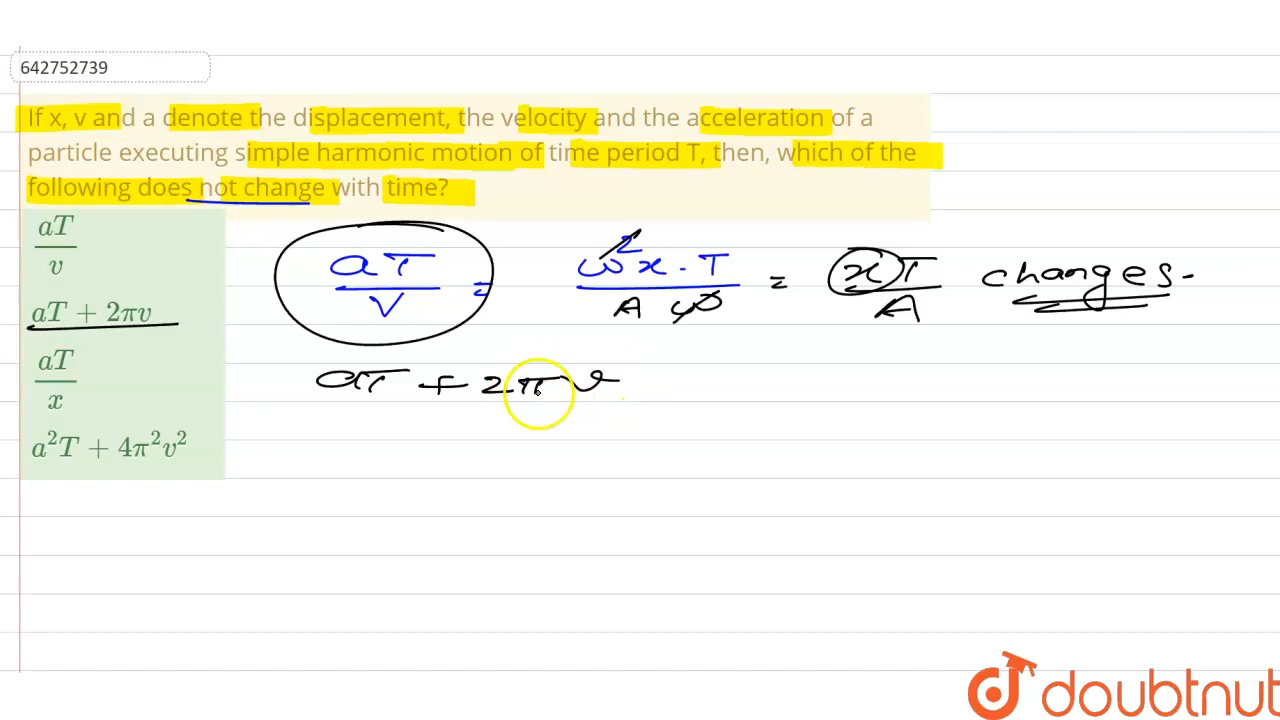 642752739
If x, v and a denote the displacement, the velocity and the acceleration of a
particle executing simple harmonic motion of time period T, then, which of the
following does not change with time?
aT/v
aT + 2πv
aT/x
a²T + 4π²v²
aT/V = ω²x · T/A ω = xT/A changes-
aT + 2πv
doubtnut